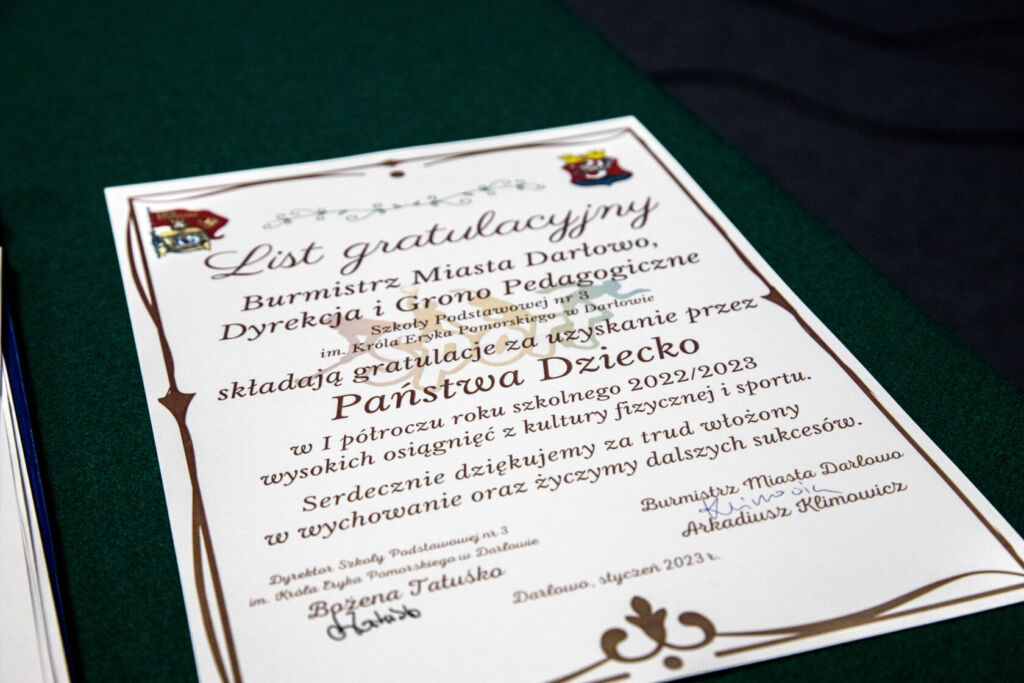 List gratulacyjny
Burmistrz Miasta Darłowo,
Dyrekcja i Grono Pedagogiczne
Szkoły Podstawowej nr 3
im. Króla Eryka Pomorskiego w Darłowie
składają gratulacje za uzyskanie przez
Państwa Dziecko
w I półroczu roku szkolnego 2022/2023
wysokich osiągnięć z kultury fizycznej i sportu.
Serdecznie dziękujemy za trud włożony
w wychowanie oraz życzymy dalszych sukcesów.
Burmistrz Miasta Darłowo
Arkadiusz Klimowicz
Dyrektor Szkoły Podstawowej nr 3
im. Króla Eryka Pomorskiego w Darłowie
Bożena Tatuśko
Darłowo, styczeń 2023 r.